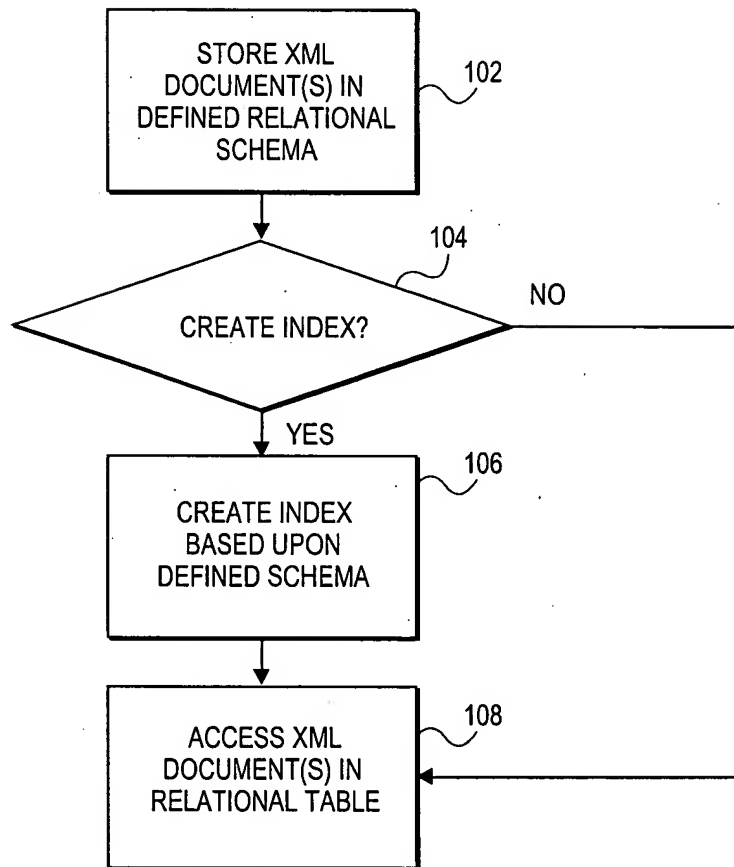 STORE XML
DOCUMENT(S) IN
DEFINED RELATIONAL
SCHEMA
102
104
NO
CREATE INDEX?
YES
106
CREATE INDEX
BASED UPON
DEFINED SCHEMA
108
ACCESS XML
DOCUMENT(S) IN
RELATIONAL TABLE